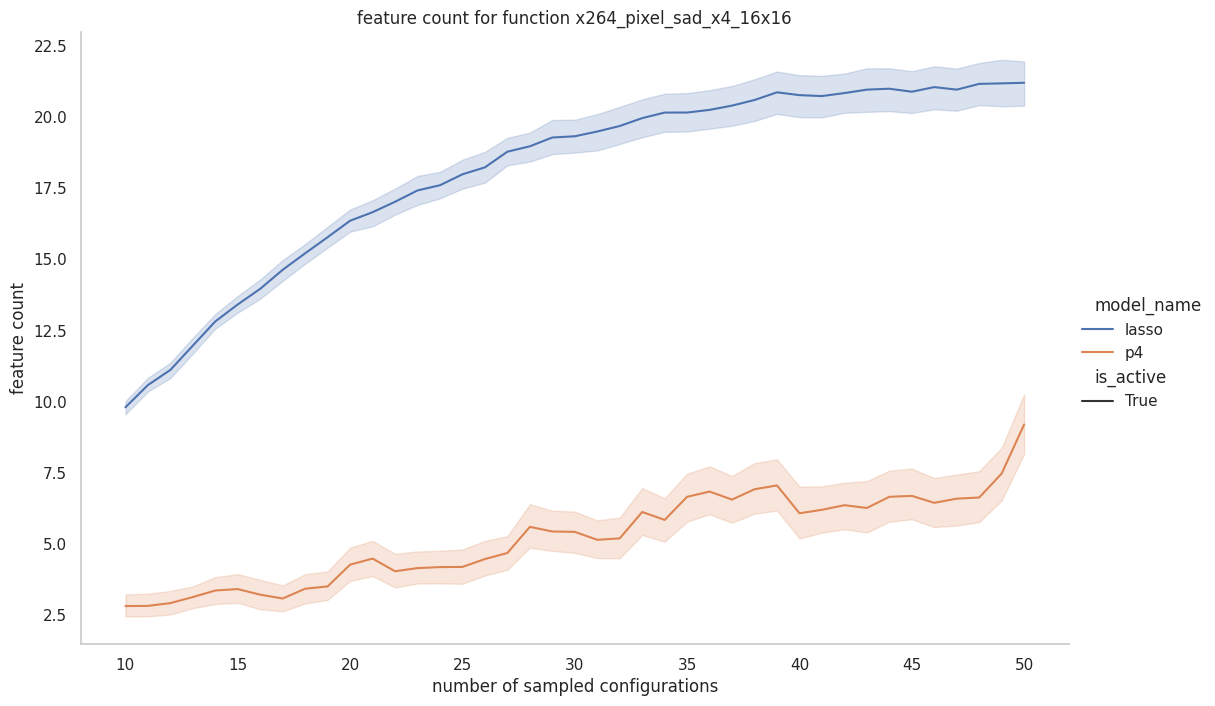 feature count for function x264_pixel_sad_x4_16x16
22.5
20.0
17.5
15.0
12.5
10.0
7.5
5.0
2.5
feature count
10 15 20 25 30 35 40 45 50
number of sampled configurations
model_name
lasso
p4
is_active
True